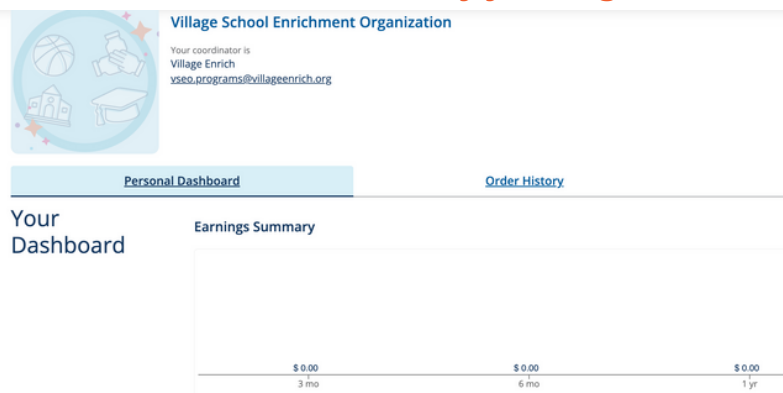 Village School Enrichment Organization
Your coordinator is
Village Enrich
vseo.programs@villageenrich.org
Personal Dashboard
Order History
Your
Dashboard
Earnings Summary
$ 0.00
$ 0.00
$ 0.00
3 mo
6 mo
1 yr